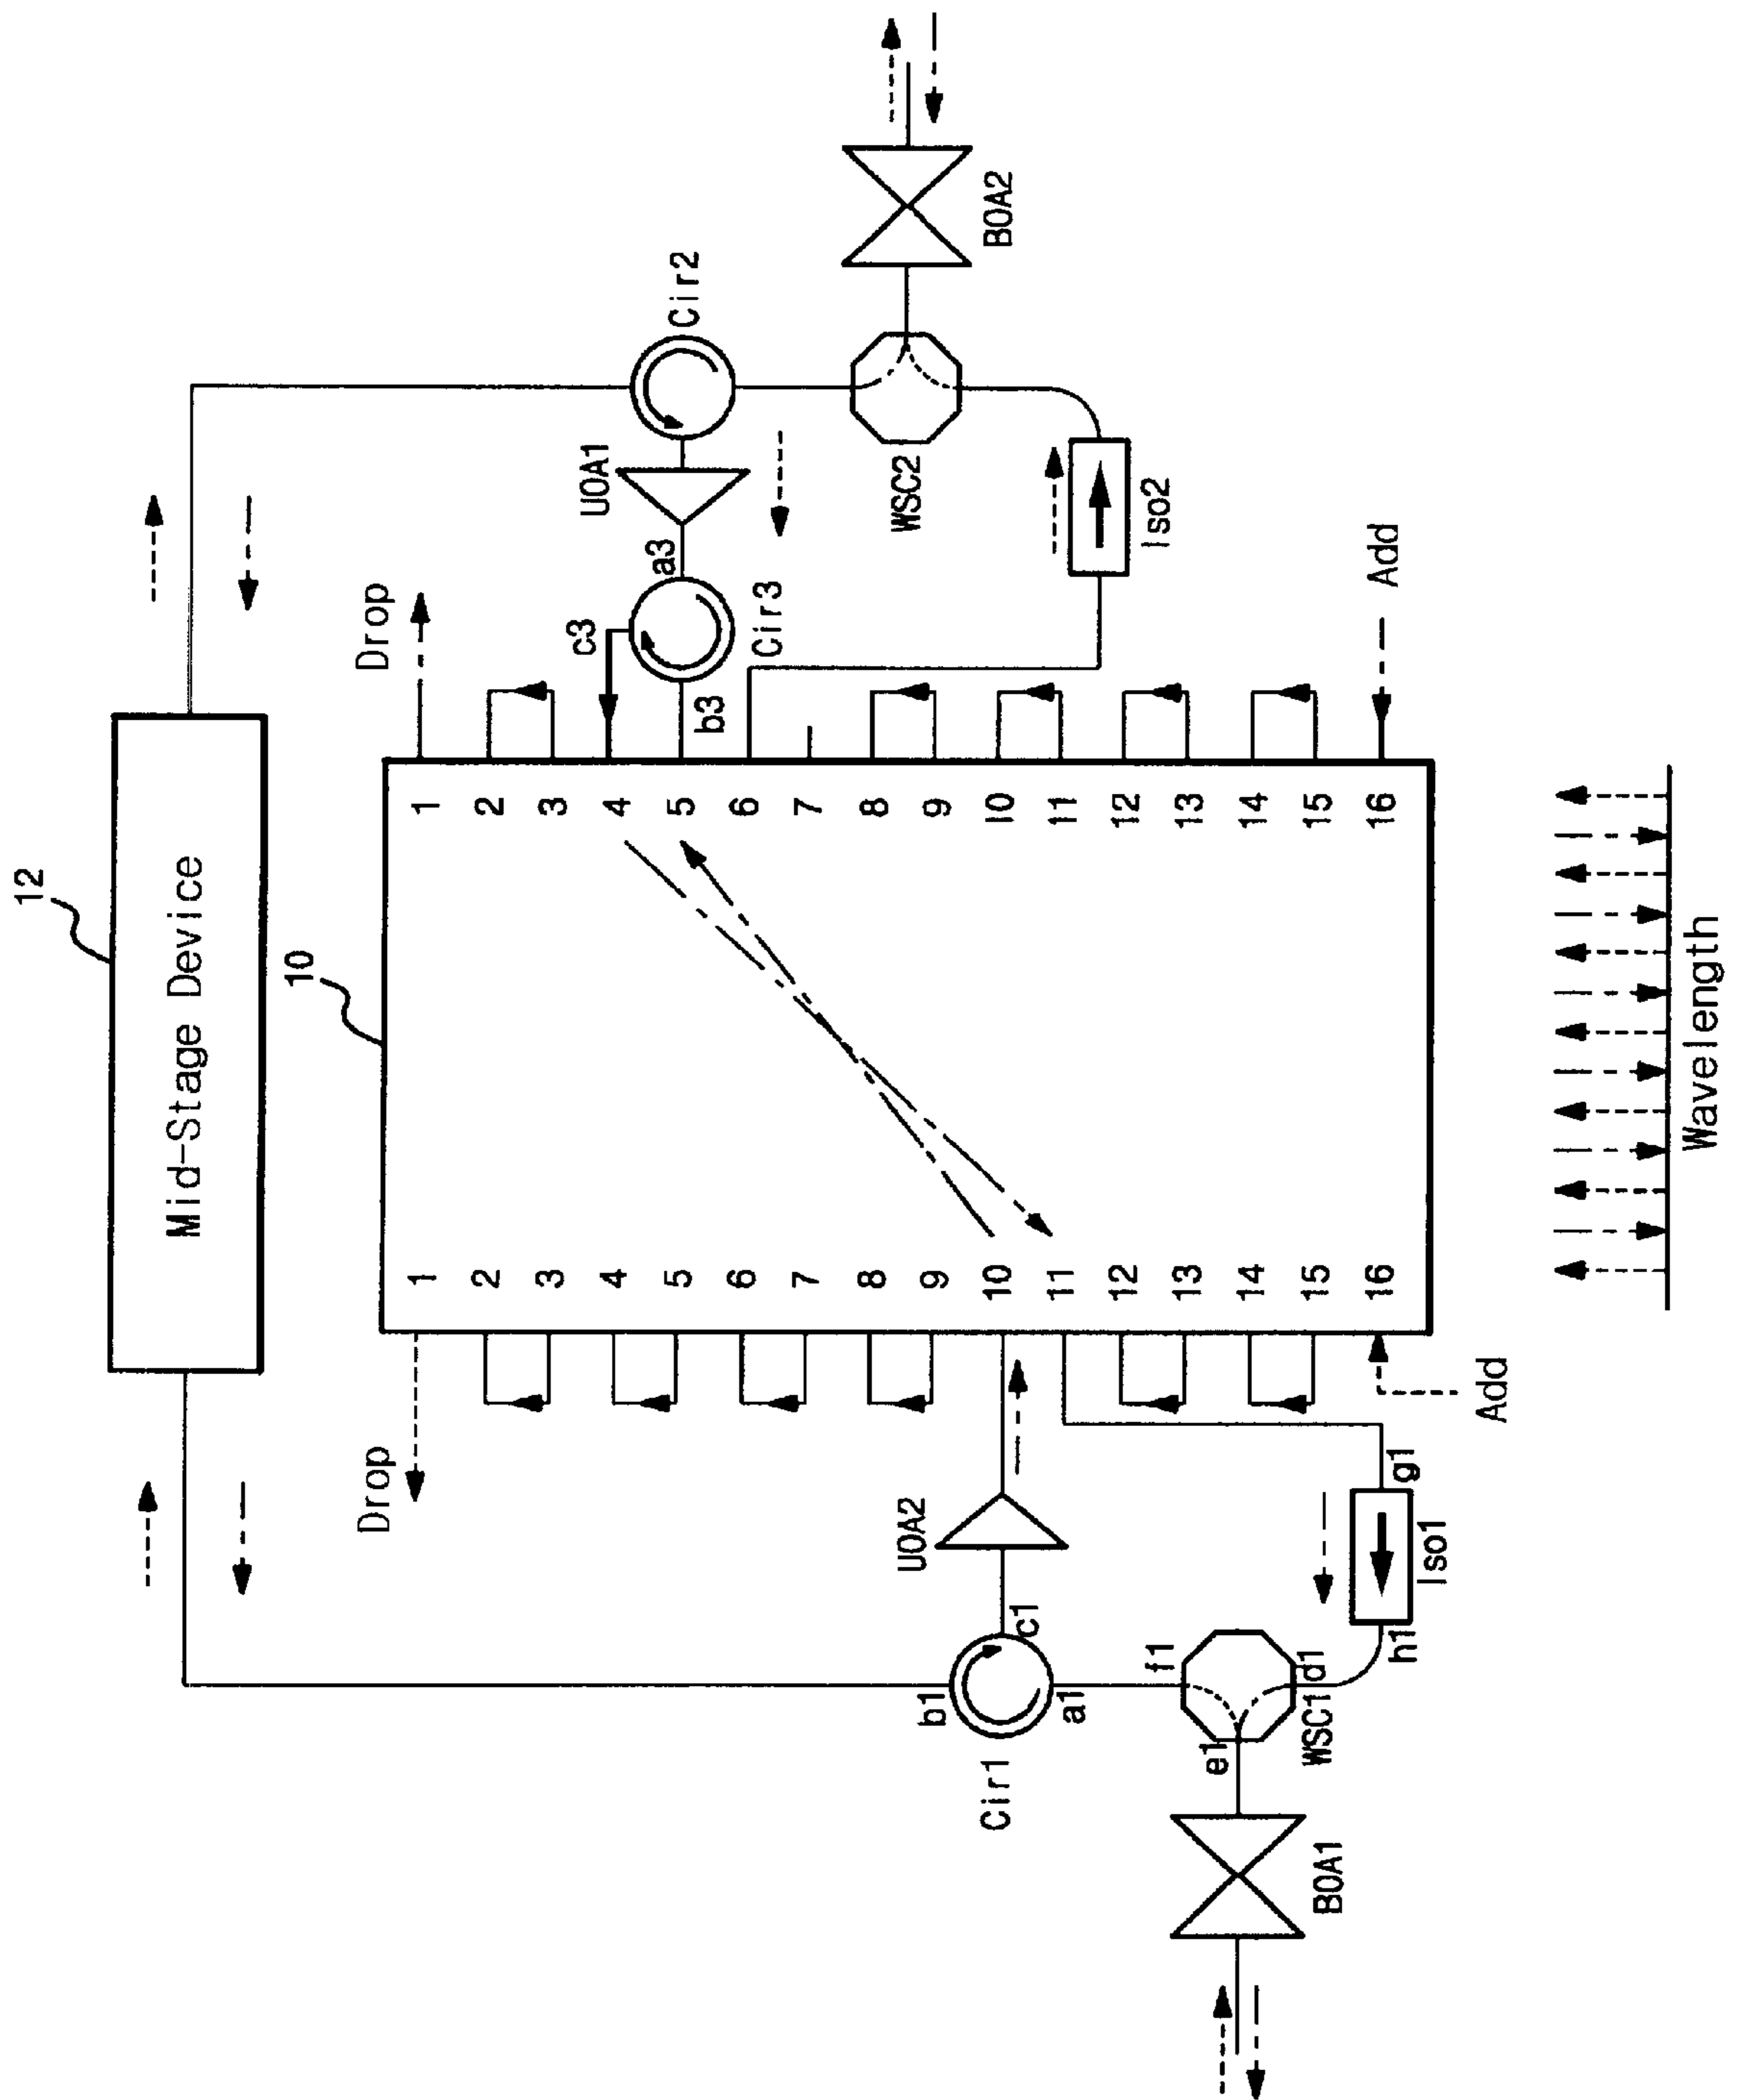 12
Mid-Stage Device
10
Drop
Drop
1
2
3
4
5
6
7
8
9
10
11
12
13
14
15
16
1
2
3
4
5
6
7
8
9
10
11
12
13
14
15
16
UOA2
b1
c1
a1
Cir1
f1
e1
d1
WSC1
g1
h1
Iso1
BOA1
Add
c3
a3
b3
Cir3
UOA1
Cir2
WSC2
BOA2
Iso2
Add
Wavelength